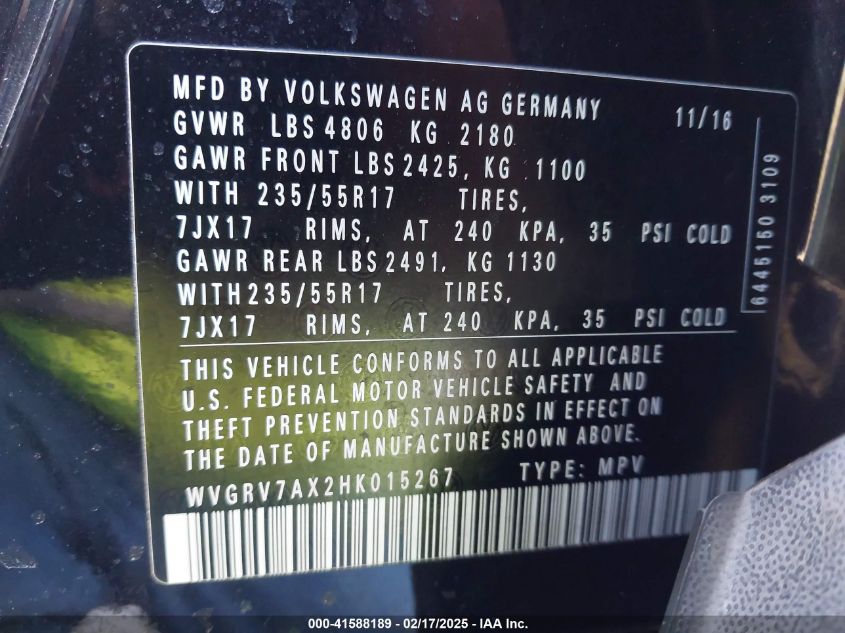 MFD BY VOLKSWAGEN AG GERMANY 11/16
GVWR LBS 4806 KG 2180
GAWR FRONT LBS 2425, KG 1100
WITH 235/55R17 TIRES,
7JX17 RIMS, AT 240 KPA, 35 PSI COLD
GAWR REAR LBS 2491, KG 1130
WITH 235/55R17 TIRES,
7JX17 RIMS, AT 240 KPA, 35 PSI COLD
THIS VEHICLE CONFORMS TO ALL APPLICABLE
U.S. FEDERAL MOTOR VEHICLE SAFETY AND
THEFT PREVENTION STANDARDS IN EFFECT ON
THE DATE OF MANUFACTURE SHOWN ABOVE.
WVGRV7AX2HK015267 TYPE: MPV
6445150 3109
000-41588189 - 02/17/2025 - IAA Inc.